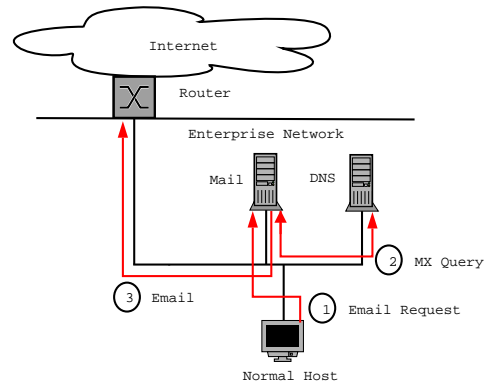 Internet
Router
Enterprise Network
Mail
DNS
2 MX Query
3 Email
1 Email Request
Normal Host